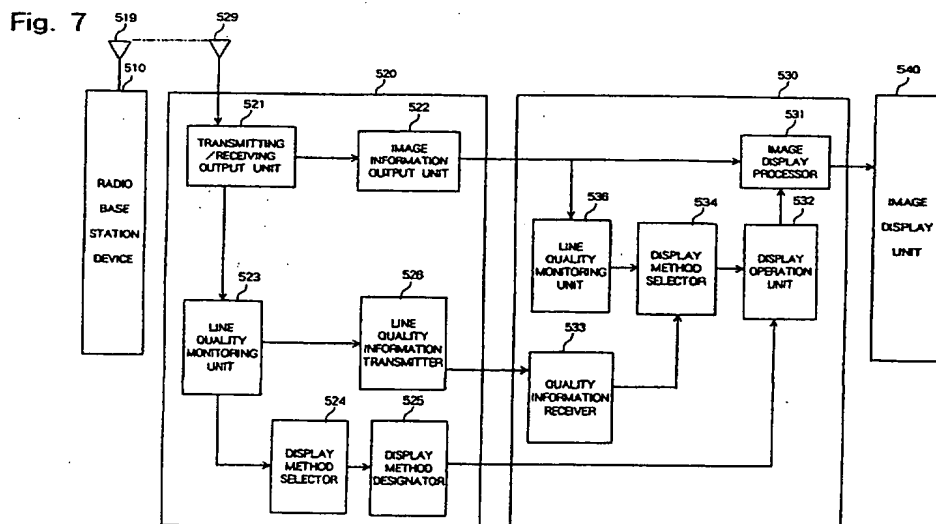 Fig. 7
519
529
510
520
530
540
521
522
531
TRANSMITTING
/RECEIVING
OUTPUT UNIT
IMAGE
INFORMATION
OUTPUT UNIT
IMAGE
DISPLAY
PROCESSOR
RADIO
BASE
STATION
DEVICE
536
534
532
LINE
QUALITY
MONITORING
UNIT
DISPLAY
METHOD
SELECTOR
DISPLAY
OPERATION
UNIT
IMAGE
DISPLAY
UNIT
523
526
533
LINE
QUALITY
MONITORING
UNIT
LINE
QUALITY
INFORMATION
TRANSMITTER
QUALITY
INFORMATION
RECEIVER
524
525
DISPLAY
METHOD
SELECTOR
DISPLAY
METHOD
DESIGNATOR